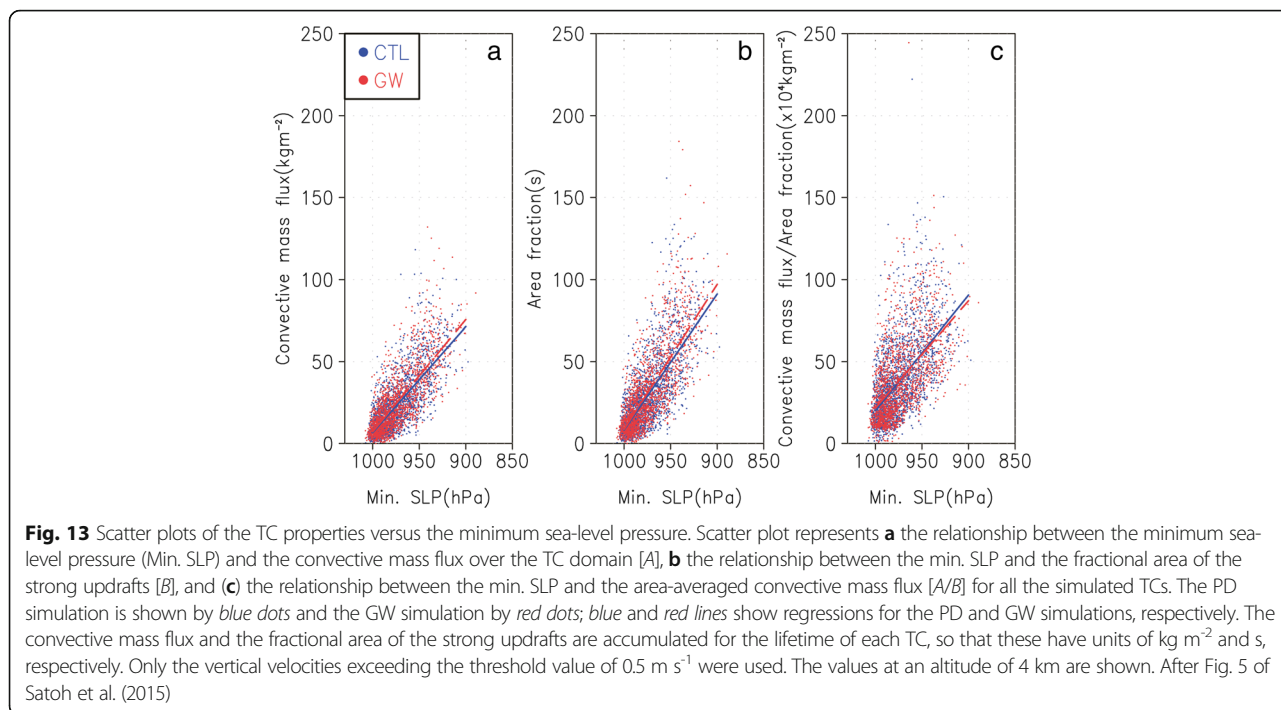 250
200
150
100
50
0
Convective mass flux(kgm⁻²)
CTL
GW
a
1000 950 900 850
Min. SLP(hPa)
250
200
150
100
50
0
Area fraction(s)
b
1000 950 900 850
Min. SLP(hPa)
250
200
150
100
50
0
Convective mass flux/Area fraction(x10⁴kgm⁻²)
c
1000 950 900 850
Min. SLP(hPa)
Fig. 13 Scatter plots of the TC properties versus the minimum sea-level pressure. Scatter plot represents a the relationship between the minimum sea-
level pressure (Min. SLP) and the convective mass flux over the TC domain [A], b the relationship between the min. SLP and the fractional area of the
strong updrafts [B], and (c) the relationship between the min. SLP and the area-averaged convective mass flux [A/B] for all the simulated TCs. The PD
simulation is shown by blue dots and the GW simulation by red dots; blue and red lines show regressions for the PD and GW simulations, respectively. The
convective mass flux and the fractional area of the strong updrafts are accumulated for the lifetime of each TC, so that these have units of kg m⁻² and s,
respectively. Only the vertical velocities exceeding the threshold value of 0.5 m s⁻¹ were used. The values at an altitude of 4 km are shown. After Fig. 5 of
Satoh et al. (2015)